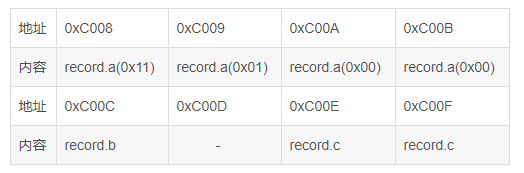 地址 0xC008 0xC009 0xC00A 0xC00B
内容 record.a(0x11) record.a(0x01) record.a(0x00) record.a(0x00)
地址 0xC00C 0xC00D 0xC00E 0xC00F
内容 record.b - record.c record.c